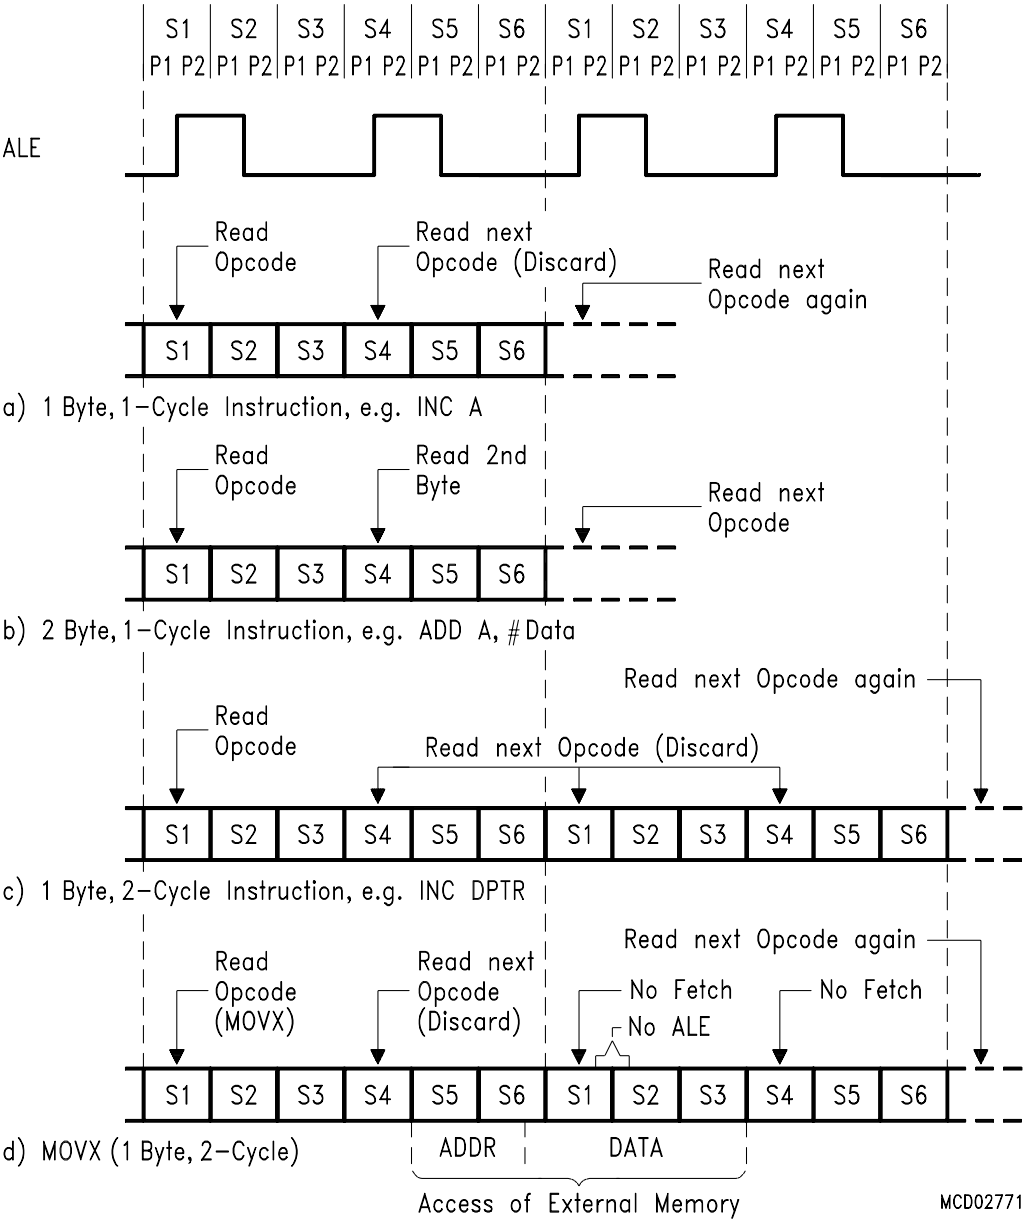 S1 S2 S3 S4 S5 S6 S1 S2 S3 S4 S5 S6
P1 P2 P1 P2 P1 P2 P1 P2 P1 P2 P1 P2 P1 P2 P1 P2 P1 P2 P1 P2 P1 P2 P1 P2
ALE
Read
Opcode
Read next
Opcode (Discard)
Read next
Opcode again
S1 S2 S3 S4 S5 S6
a) 1 Byte, 1-Cycle Instruction, e.g. INC A
Read
Opcode
Read 2nd
Byte
Read next
Opcode
S1 S2 S3 S4 S5 S6
b) 2 Byte, 1-Cycle Instruction, e.g. ADD A, #Data
Read next Opcode again
Read
Opcode
Read next Opcode (Discard)
S1 S2 S3 S4 S5 S6 S1 S2 S3 S4 S5 S6
c) 1 Byte, 2-Cycle Instruction, e.g. INC DPTR
Read next Opcode again
Read
Opcode
(MOVX)
Read next
Opcode
(Discard)
No Fetch
No ALE
No Fetch
S1 S2 S3 S4 S5 S6 S1 S2 S3 S4 S5 S6
d) MOVX (1 Byte, 2-Cycle)
ADDR
DATA
Access of External Memory
MCD02771